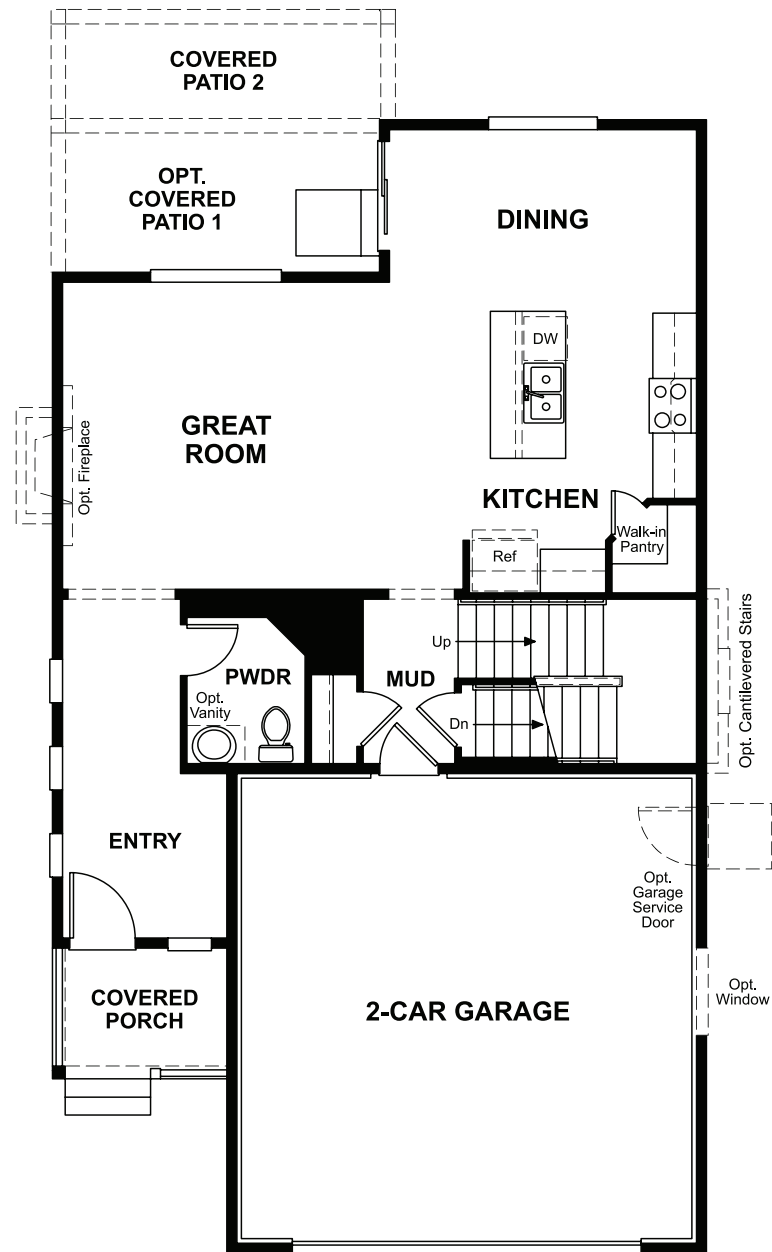 COVERED
PATIO 2
OPT.
COVERED
PATIO 1
DINING
DW
GREAT
ROOM
Opt. Fireplace
KITCHEN
Ref
Walk-in
Pantry
Up
MUD
PWDR
Opt.
Vanity
Dn
Opt. Cantilevered Stairs
ENTRY
Opt.
Garage
Service
Door
COVERED
PORCH
2-CAR GARAGE
Opt.
Window